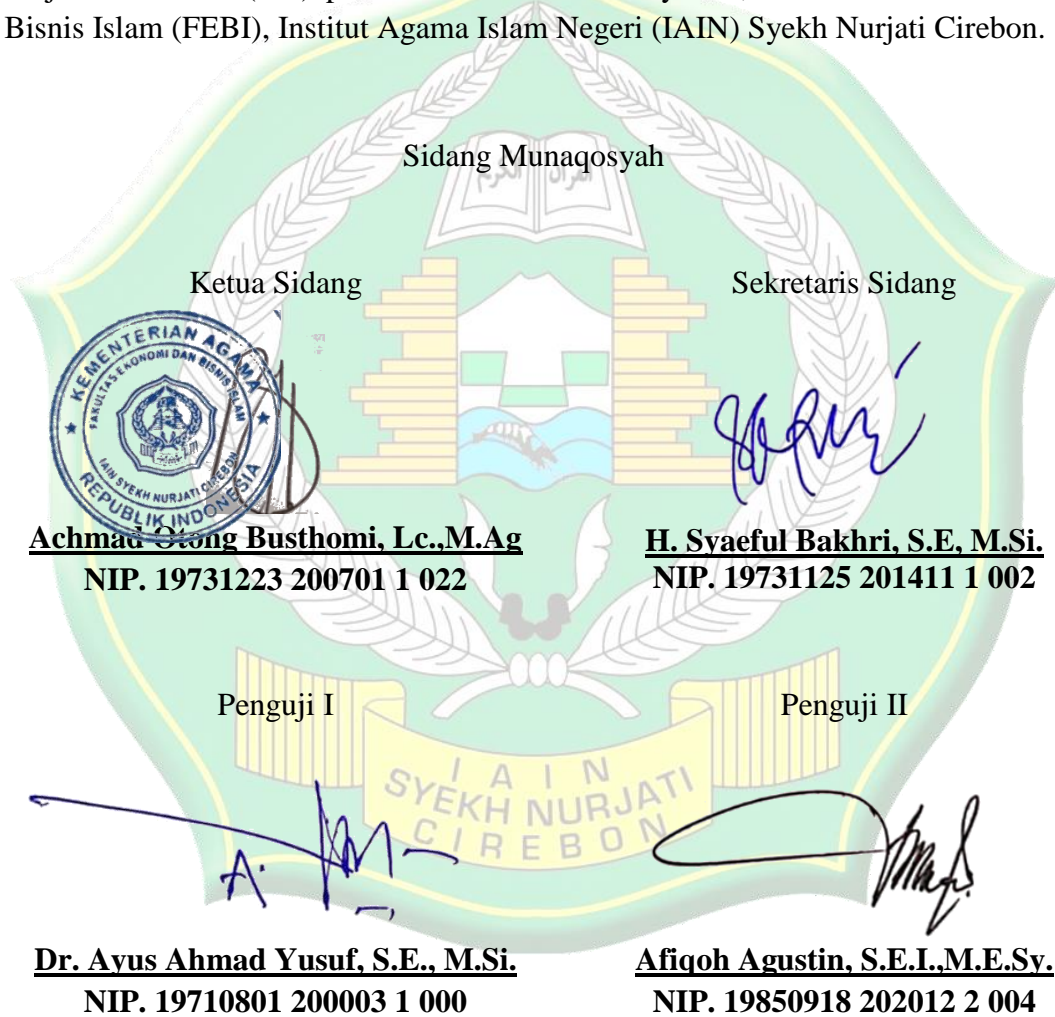 Bisnis Islam (FEBI), Institut Agama Islam Negeri (IAIN) Syekh Nurjati Cirebon.
Sidang Munaqosyah
القرآن الكريم
Ketua Sidang
Sekretaris Sidang
KEMENTERIAN AGAMA
FAKULTAS EKONOMI DAN BISNIS ISLAM
IAIN SYEKH NURJATI CIREBON
REPUBLIK INDONESIA
Achmad Otong Busthomi, Lc.,M.Ag
NIP. 19731223 200701 1 022
H. Syaeful Bakhri, S.E, M.Si.
NIP. 19731125 201411 1 002
Penguji I
Penguji II
IAIN
SYEKH NURJATI
CIREBON
Dr. Ayus Ahmad Yusuf, S.E., M.Si.
NIP. 19710801 200003 1 000
Afiqoh Agustin, S.E.I.,M.E.Sy.
NIP. 19850918 202012 2 004